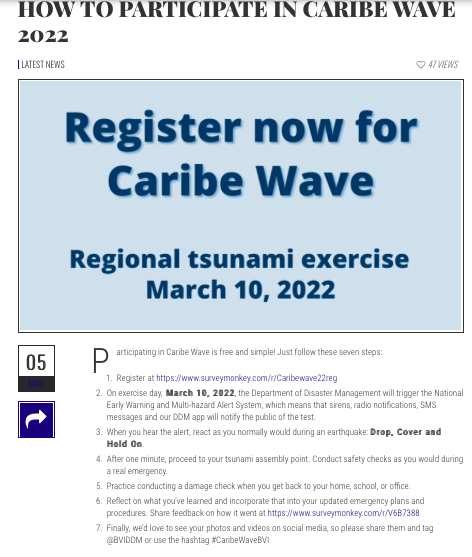 HOW TO PARTICIPATE IN CARIBE WAVE
2022
LATEST NEWS
47 VIEWS
Register now for
Caribe Wave
Regional tsunami exercise
March 10, 2022
05
MAR
Participating in Caribe Wave is free and simple! Just follow these seven steps:
1. Register at https://www.surveymonkey.com/r/Caribewave22reg
2. On exercise day, March 10, 2022, the Department of Disaster Management will trigger the National
Early Warning and Multi-hazard Alert System, which means that sirens, radio notifications, SMS
messages and our DDM app will notify the public of the test.
3. When you hear the alert, react as you normally would during an earthquake: Drop, Cover and
Hold On.
4. After one minute, proceed to your tsunami assembly point. Conduct safety checks as you would during
a real emergency.
5. Practice conducting a damage check when you get back to your home, school, or office.
6. Reflect on what you've learned and incorporate that into your updated emergency plans and
procedures. Share feedback on how it went at https://www.surveymonkey.com/r/V6B7388
7. Finally, we'd love to see your photos and videos on social media, so please share them and tag
@BVIDDM or use the hashtag #CaribeWaveBVI